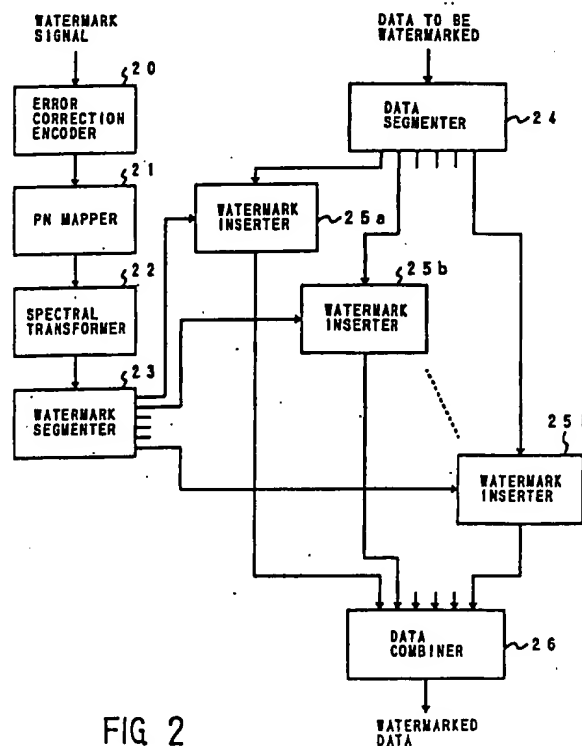 WATERMARK
SIGNAL
20
ERROR
CORRECTION
ENCODER
21
PN MAPPER
22
SPECTRAL
TRANSFORMER
23
WATERMARK
SEGMENTER
DATA TO BE
WATERMARKED
DATA
SEGMENTER
24
WATERMARK
INSERTER
25a
25b
WATERMARK
INSERTER
25
WATERMARK
INSERTER
DATA
COMBINER
26
WATERMARKED
DATA
FIG 2